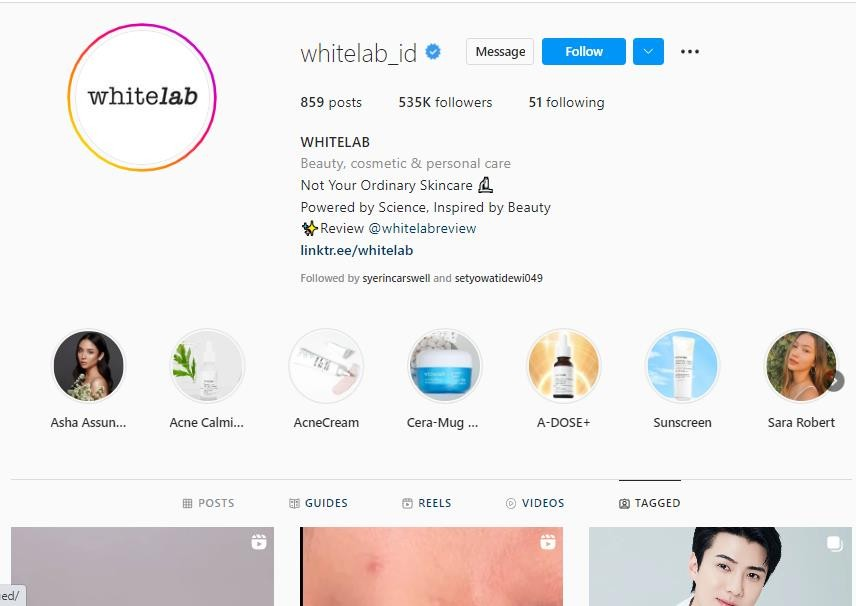 whitelab
whitelab_id
Message
Follow
859 posts
535K followers
51 following
WHITELAB
Beauty, cosmetic & personal care
Not Your Ordinary Skincare
Powered by Science, Inspired by Beauty
Review @whitelabreview
linktr.ee/whitelab
Followed by syerincarswell and setyowatidewi049
Asha Assun...
Acne Calmi...
AcneCream
Cera-Mug ...
A-DOSE+
Sunscreen
Sara Robert
POSTS
GUIDES
REELS
VIDEOS
TAGGED
ed/